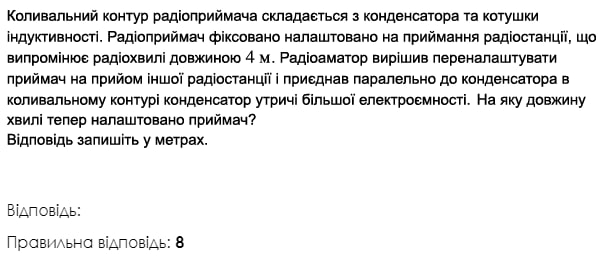 Коливальний контур радіоприймача складається з конденсатора та котушки
індуктивності. Радіоприймач фіксовано налаштовано на приймання радіостанції, що
випромінює радіохвилі довжиною 4 м. Радіоаматор вирішив переналаштувати
приймач на прийом іншої радіостанції і приєднав паралельно до конденсатора в
коливальному контурі конденсатор утричі більшої електроємності. На яку довжину
хвилі тепер налаштовано приймач?
Відповідь запишіть у метрах.
Відповідь:
Правильна відповідь: 8